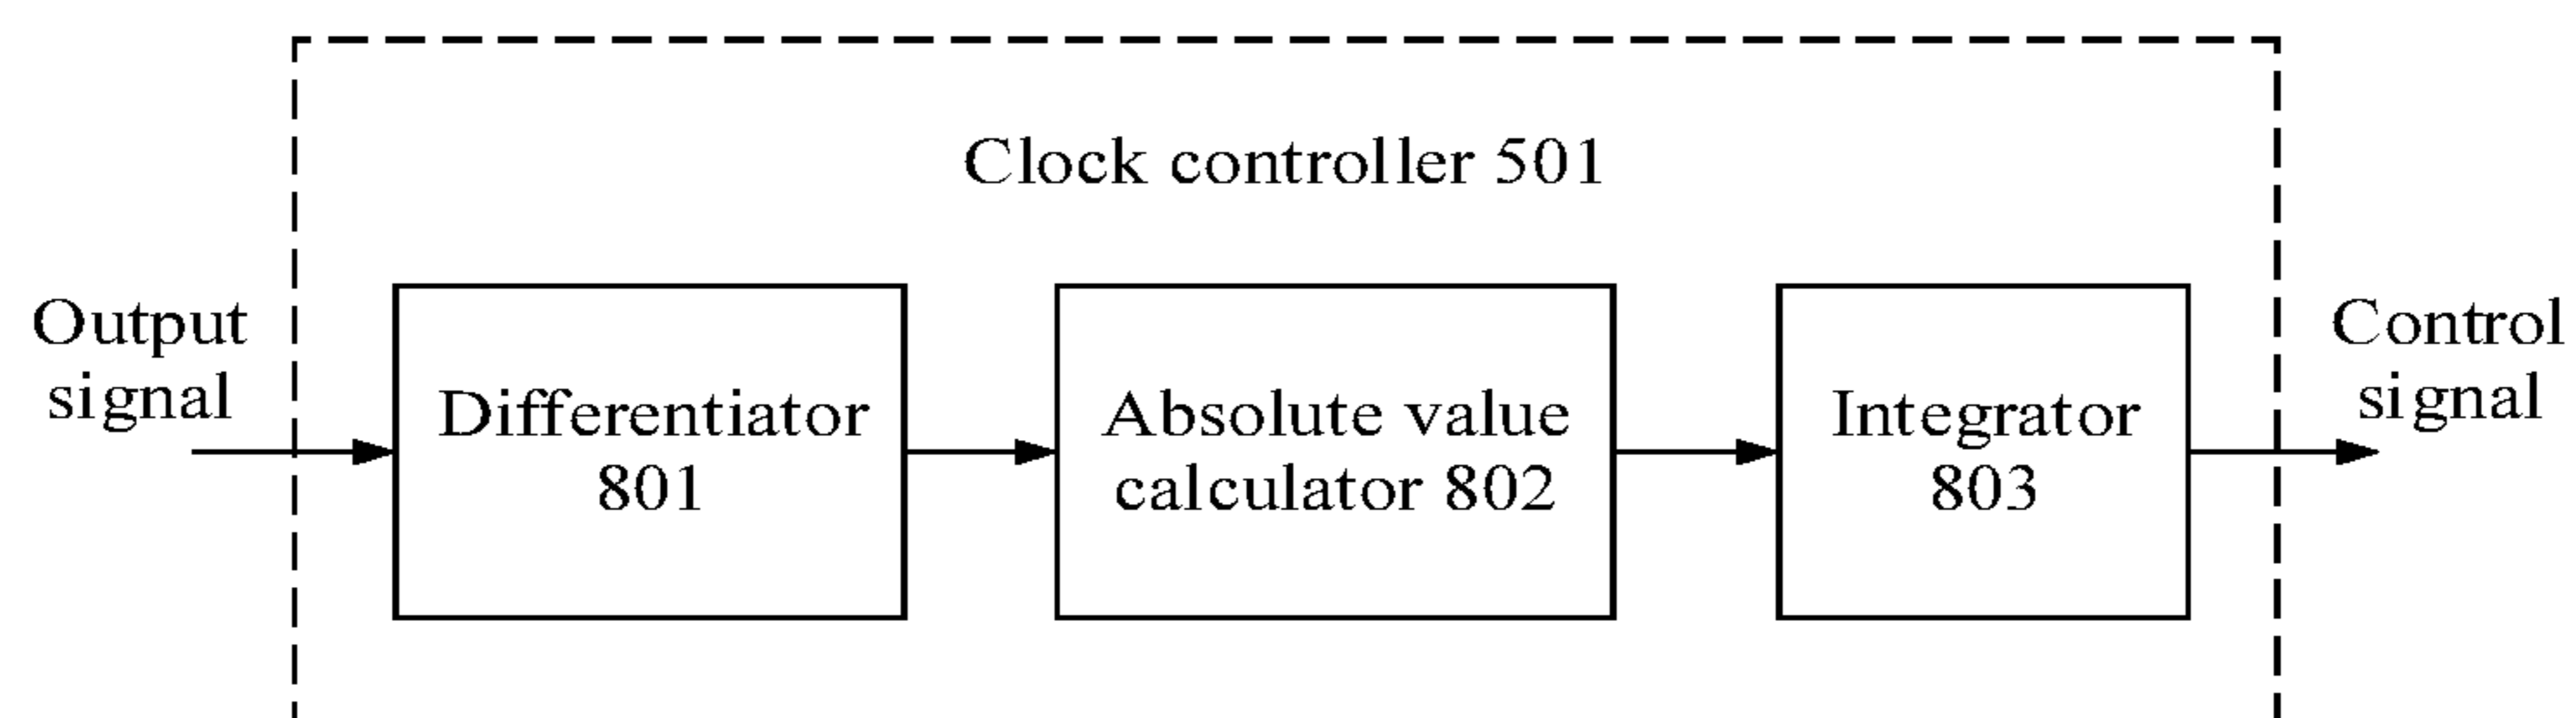 Clock controller 501
Output
signal
Differentiator
801
Absolute value
calculator 802
Integrator
803
Control
signal